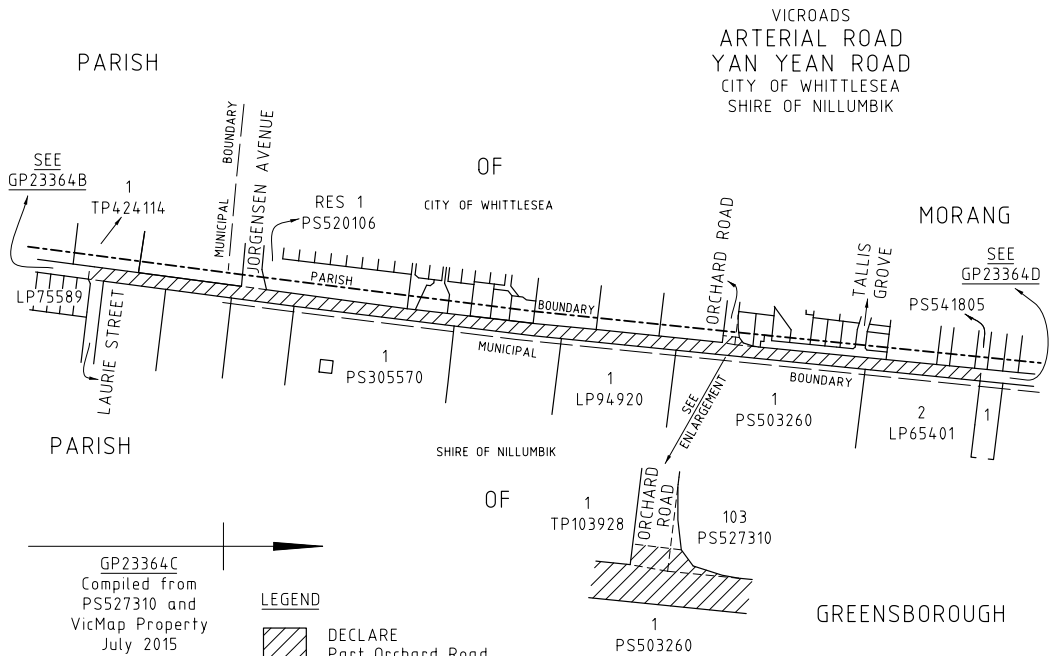 VICROADS
ARTERIAL ROAD
YAN YEAN ROAD
CITY OF WHITTLESEA
SHIRE OF NILLUMBIK
PARISH
OF
MORANG
SEE
GP23364B
1
TP424114
MUNICIPAL BOUNDARY
JORGENSEN AVENUE
RES 1
PS520106
CITY OF WHITTLESEA
ORCHARD ROAD
TALLIS
GROVE
SEE
GP23364D
PS541805
PARISH
BOUNDARY
LP75589
LAURIE STREET
1
PS305570
MUNICIPAL
BOUNDARY
1
LP94920
SEE
ENLARGEMENT
1
PS503260
2
LP65401
1
PARISH
SHIRE OF NILLUMBIK
OF
GREENSBOROUGH
1
TP103928
ORCHARD
ROAD
103
PS527310
1
PS503260
GP23364C
Compiled from
PS527310 and
VicMap Property
July 2015
LEGEND
DECLARE
Part Orchard Road